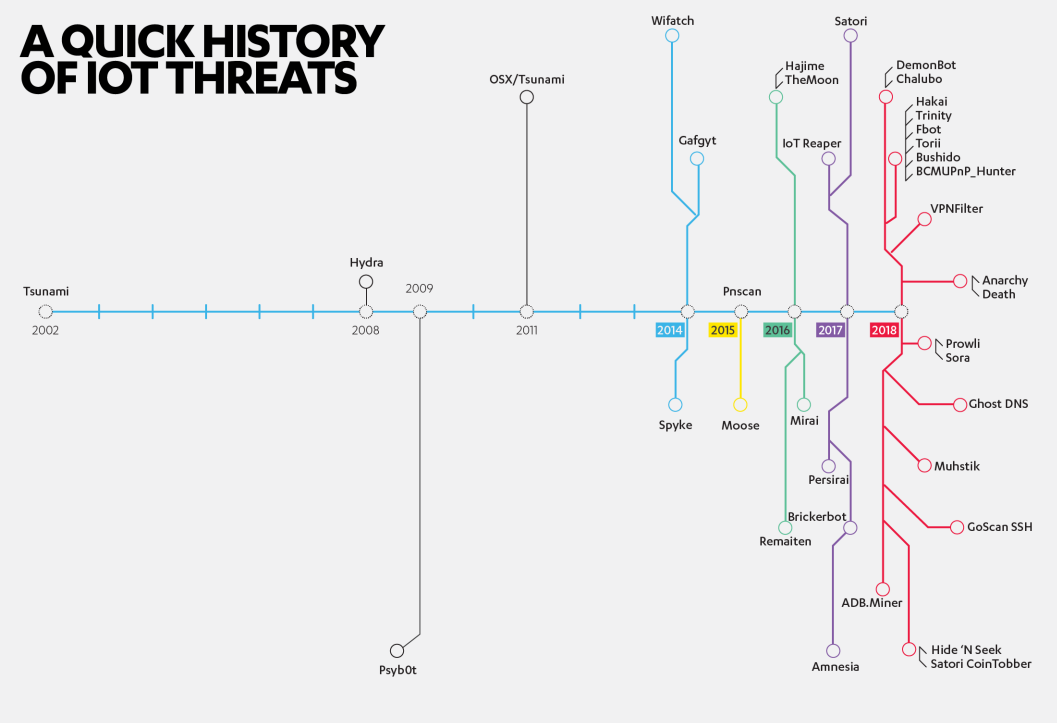 A QUICK HISTORY
OF IOT THREATS
Wifatch
Satori
OSX/Tsunami
Hajime
TheMoon
DemonBot
Chalubo
Hakai
Trinity
Fbot
Torii
Bushido
BCMUPnP_Hunter
Gafgyt
IoT Reaper
VPNFilter
Hydra
2009
Tsunami
Pnscan
Anarchy
Death
2002
2008
2011
2014
2015
2016
2017
2018
Prowli
Sora
Spyke
Moose
Mirai
Ghost DNS
Persirai
Muhstik
Brickerbot
Remaiten
GoScan SSH
ADB.Miner
Psyb0t
Amnesia
Hide 'N Seek
Satori CoinTobber